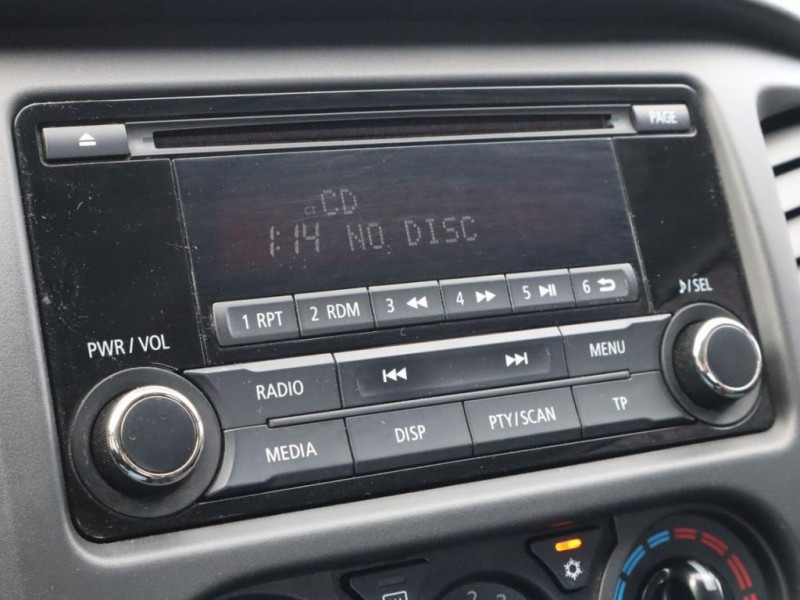 PAGE
CD
1:14 NO DISC
1 RPT 2 RDM 3 4 5 6
PWR / VOL
/SEL
RADIO
MENU
MEDIA
DISP
PTY/SCAN
TP